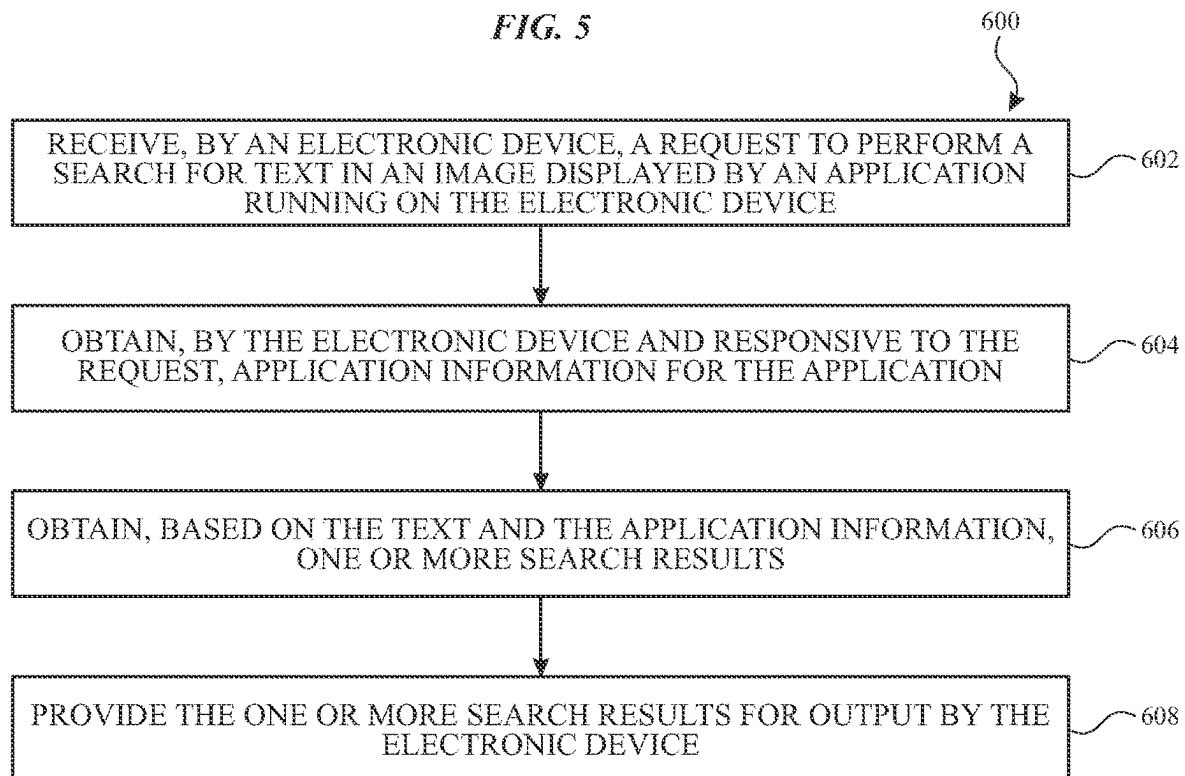 FIG. 5
600
RECEIVE, BY AN ELECTRONIC DEVICE, A REQUEST TO PERFORM A
SEARCH FOR TEXT IN AN IMAGE DISPLAYED BY AN APPLICATION
RUNNING ON THE ELECTRONIC DEVICE
602
OBTAIN, BY THE ELECTRONIC DEVICE AND RESPONSIVE TO THE
REQUEST, APPLICATION INFORMATION FOR THE APPLICATION
604
OBTAIN, BASED ON THE TEXT AND THE APPLICATION INFORMATION,
ONE OR MORE SEARCH RESULTS
606
PROVIDE THE ONE OR MORE SEARCH RESULTS FOR OUTPUT BY THE
ELECTRONIC DEVICE
608